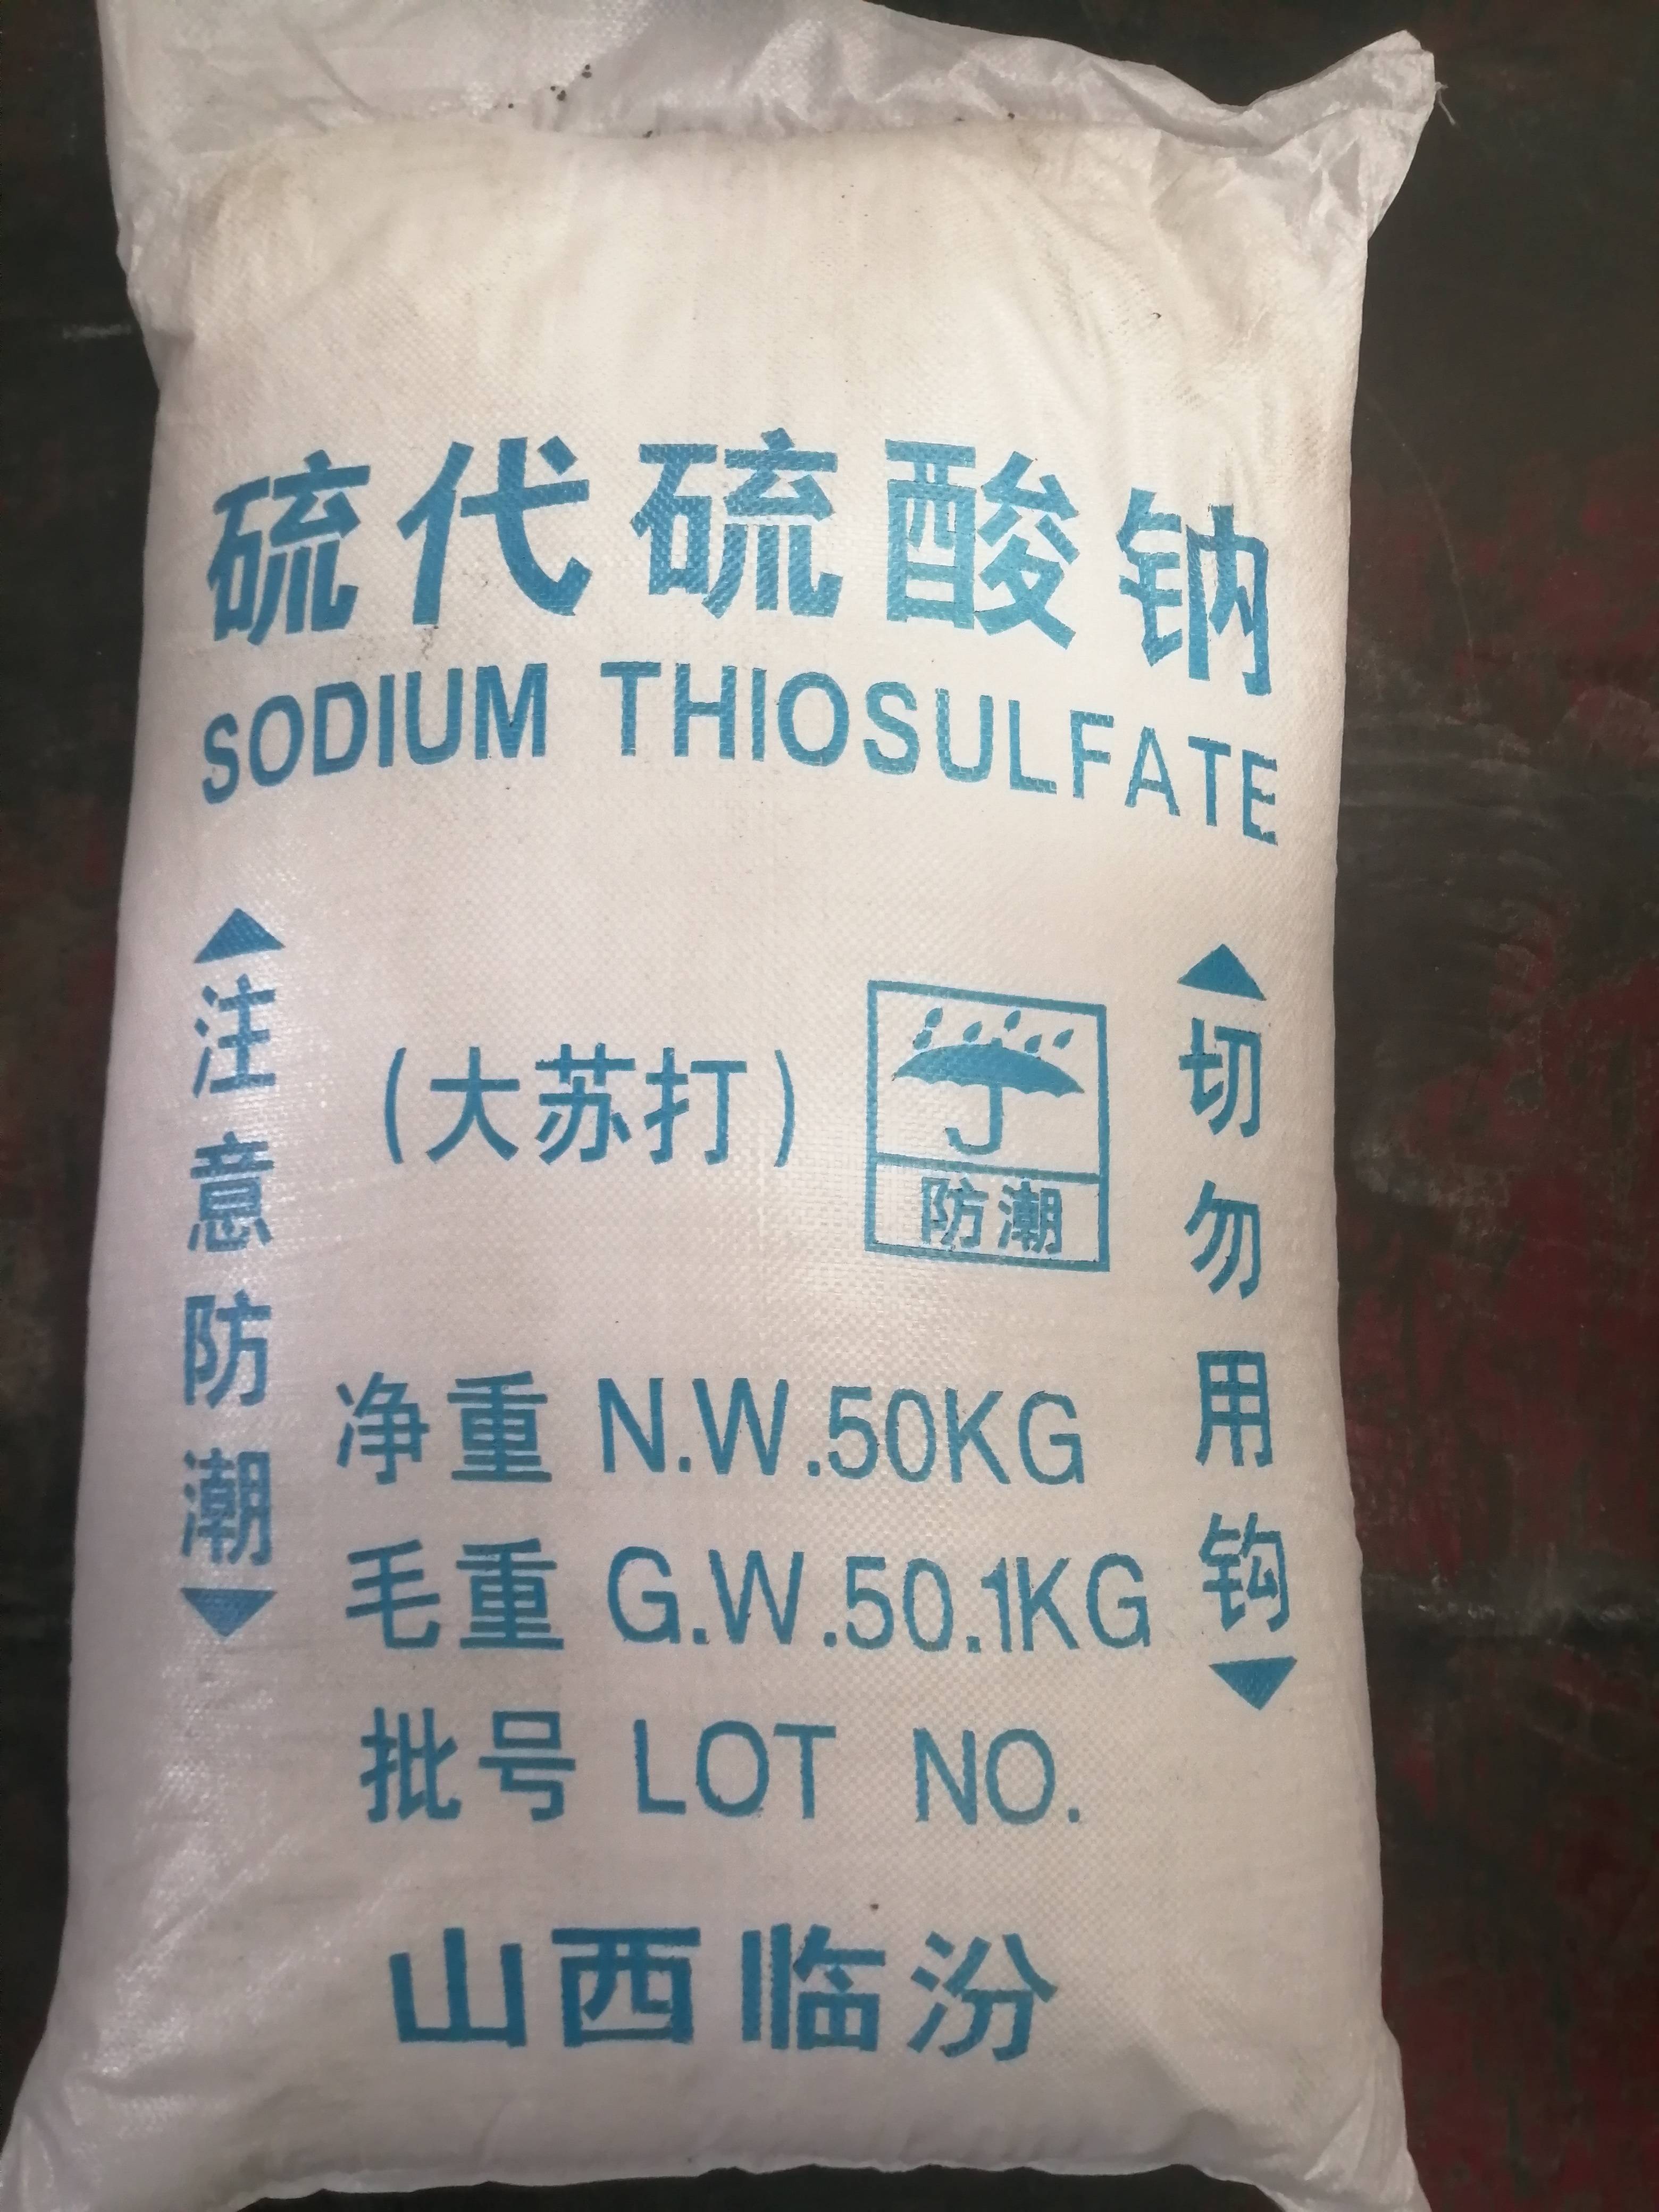 硫代硫酸钠
SODIUM THIOSULFATE
注意防潮
(大苏打)
防潮
切勿用钩
净重 N.W.50KG
毛重 G.W.50.1KG
批号 LOT NO.
山西临汾